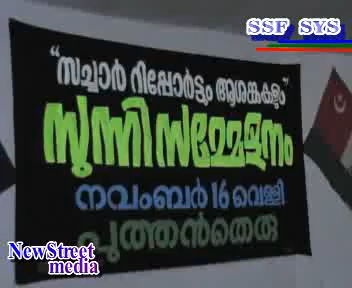 SSF SYS
“സച്ചാർ റിപ്പോർട്ടും ആശങ്കകളും”
സുന്നി സമ്മേളനം
നവംബർ 16 വെള്ളി
പുത്തൻതെരു
NewStreet
media